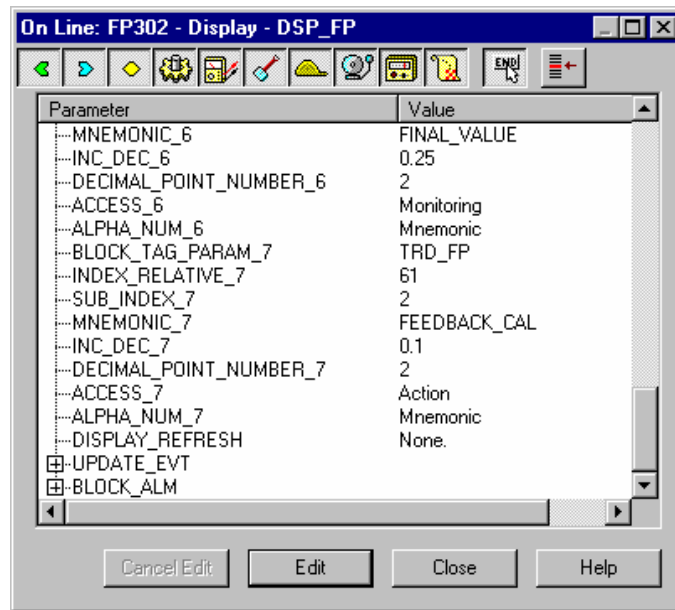 On Line: FP302 - Display - DSP_FP
END
Parameter Value
MNEMONIC_6 FINAL_VALUE
INC_DEC_6 0.25
DECIMAL_POINT_NUMBER_6 2
ACCESS_6 Monitoring
ALPHA_NUM_6 Mnemonic
BLOCK_TAG_PARAM_7 TRD_FP
INDEX_RELATIVE_7 61
SUB_INDEX_7 2
MNEMONIC_7 FEEDBACK_CAL
INC_DEC_7 0.1
DECIMAL_POINT_NUMBER_7 2
ACCESS_7 Action
ALPHA_NUM_7 Mnemonic
DISPLAY_REFRESH None.
UPDATE_EVT
BLOCK_ALM
Cancel Edit Edit Close Help